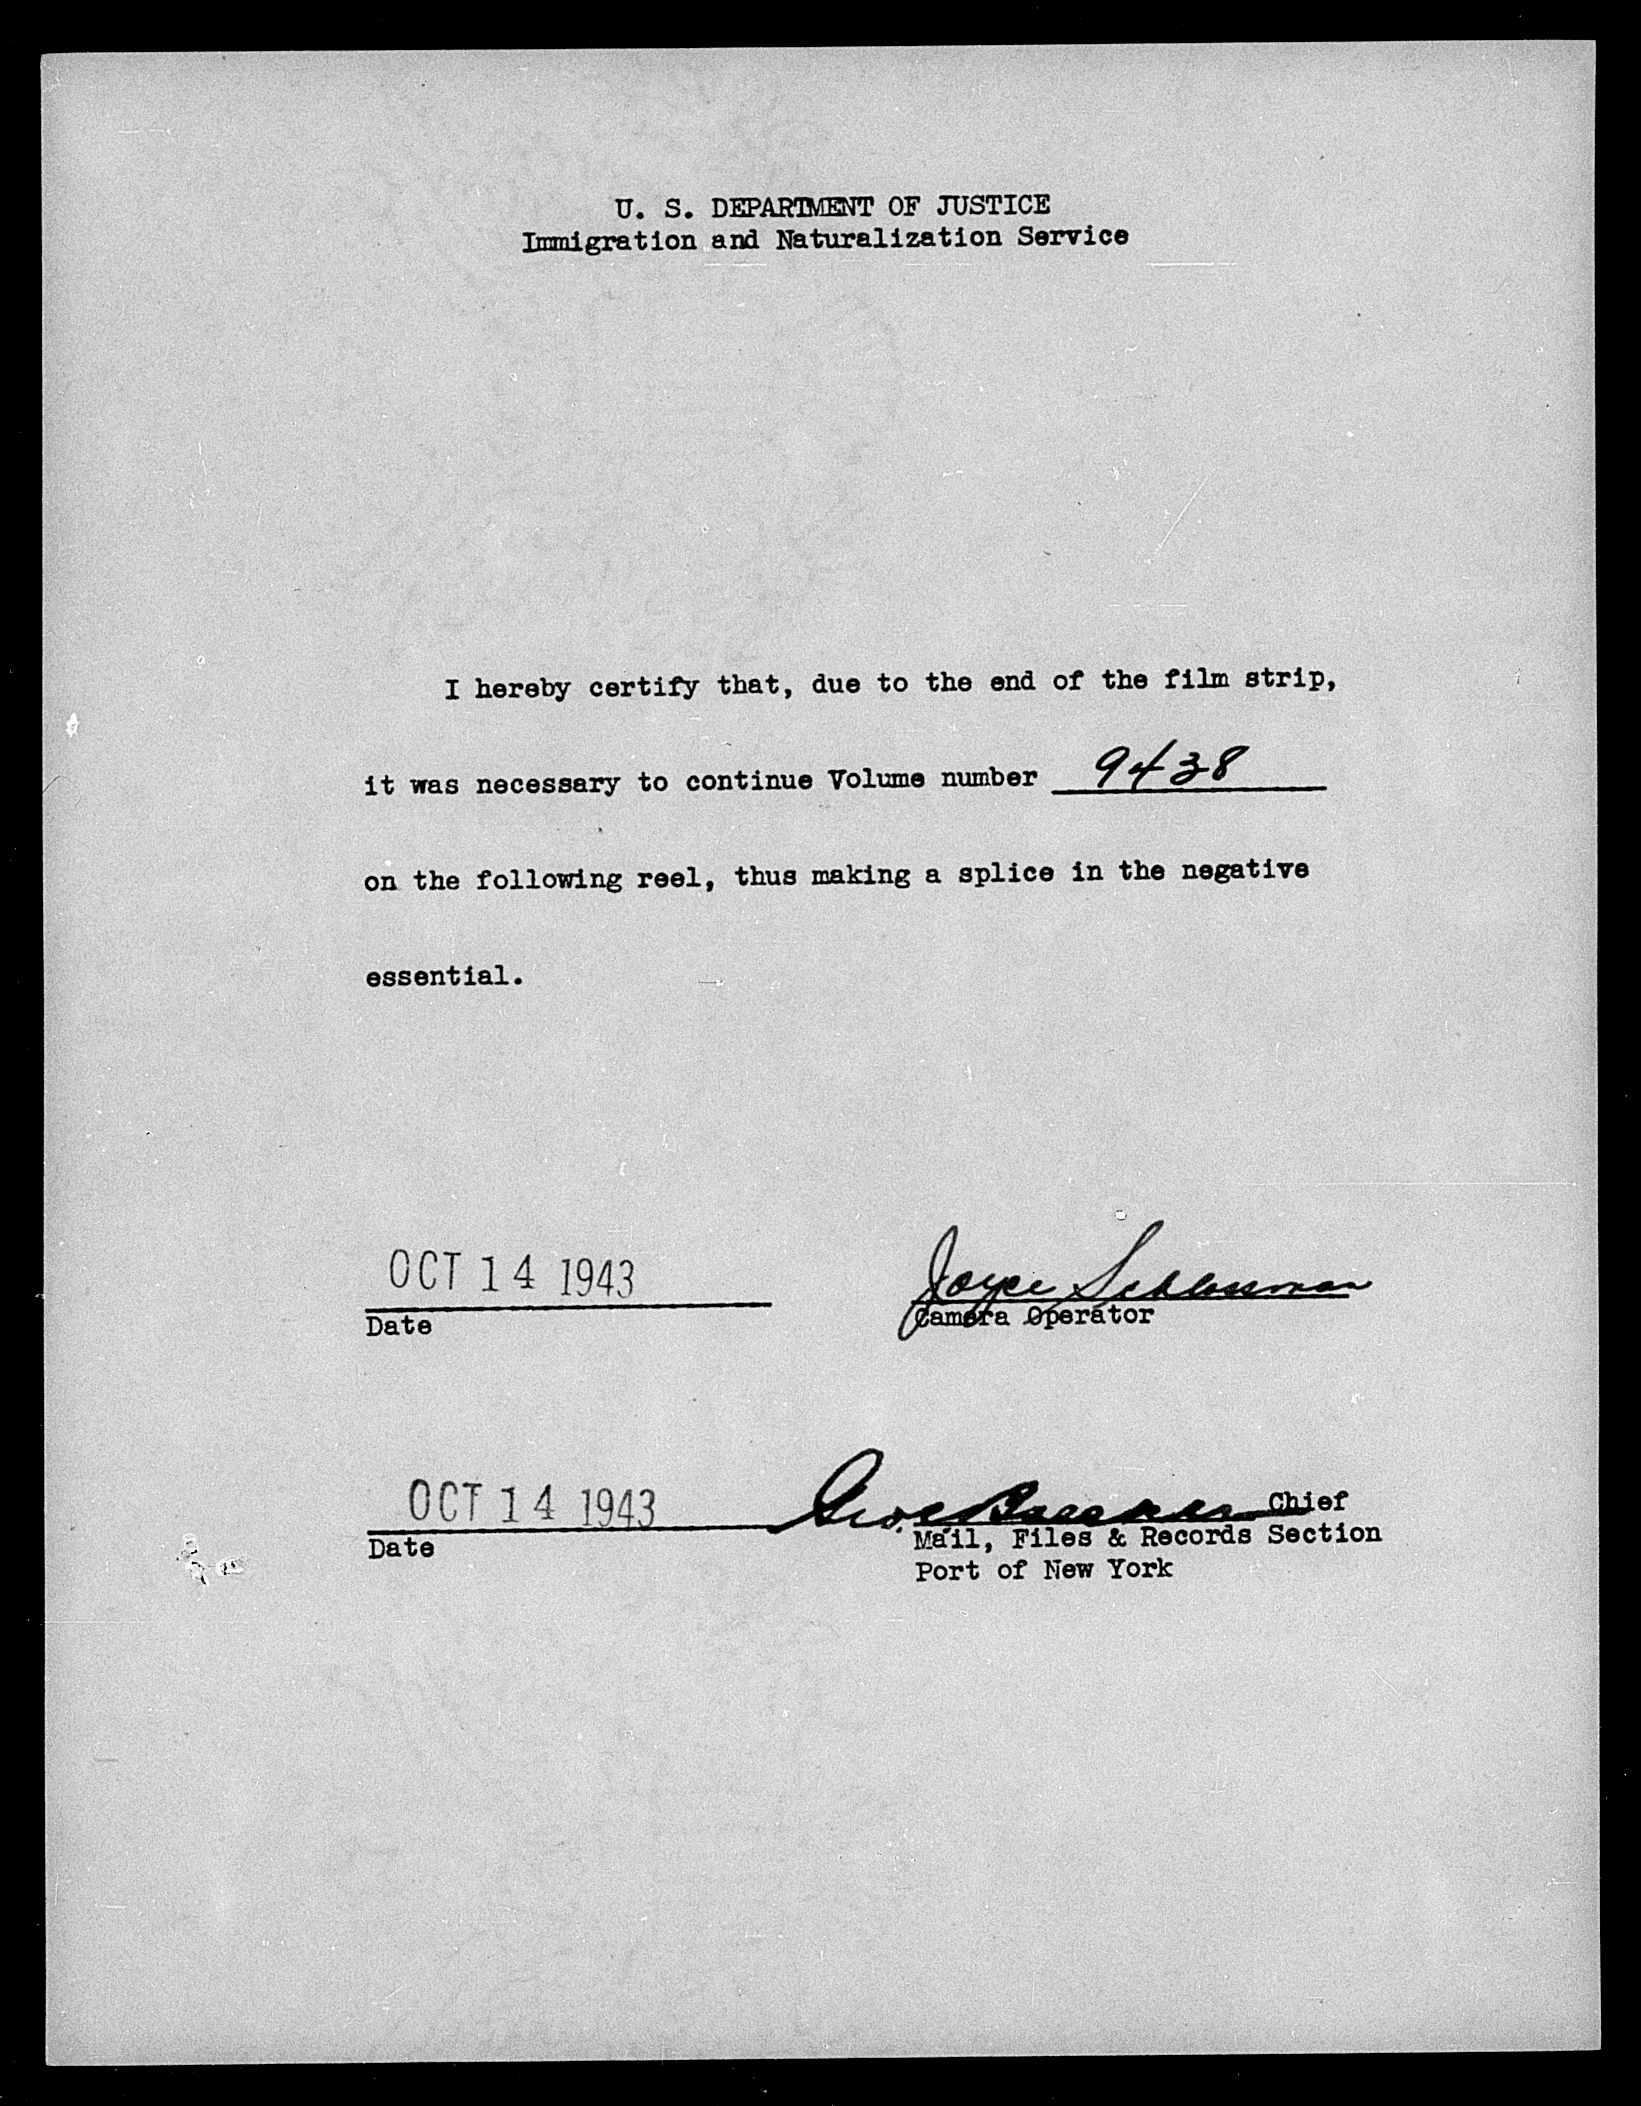 U. S. DEPARTMENT OF JUSTICE
Immigration and Naturalization Service
I hereby certify that, due to the end of the film strip,
it was necessary to continue Volume number 9438
on the following reel, thus making a splice in the negative
essential.
OCT 14 1943
Date
Joyce Schlossman
Camera Operator
OCT 14 1943
Date
Chief
Mail, Files & Records Section
Port of New York